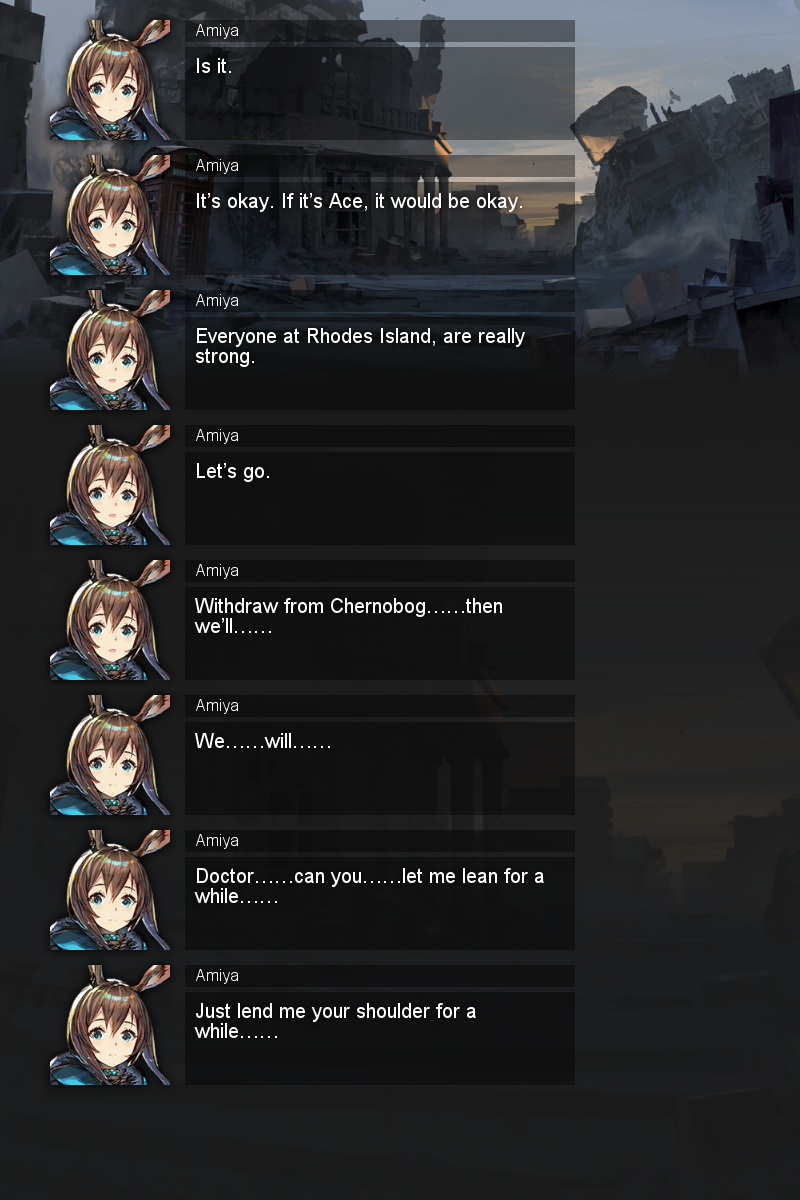 Amiya
Is it.
Amiya
It's okay. If it's Ace, it would be okay.
Amiya
Everyone at Rhodes Island, are really
strong.
Amiya
Let's go.
Amiya
Withdraw from Chernobog......then
we'll......
Amiya
We......will......
Amiya
Doctor......can you......let me lean for a
while......
Amiya
Just lend me your shoulder for a
while......